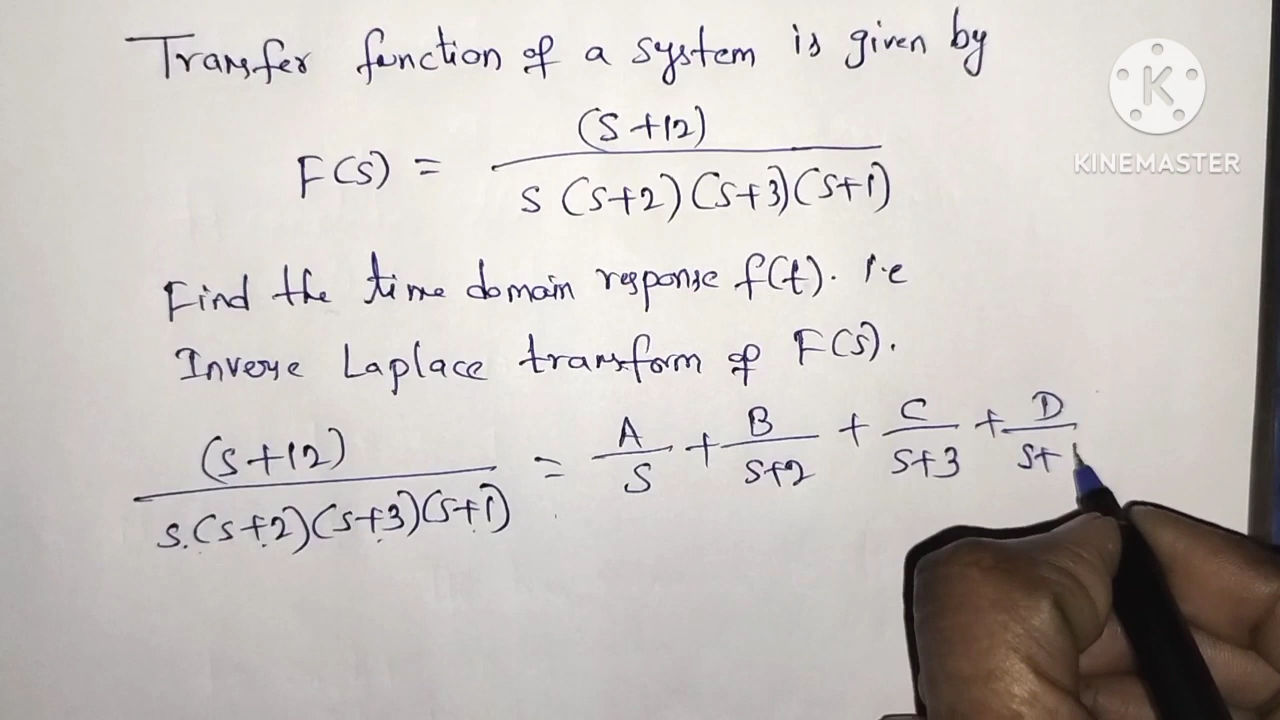 Transfer function of a system is given by
K
KINEMASTER
F(s) = (s+12) / s (s+2)(s+3)(s+1)
Find the time domain response f(t). i.e
Inverse Laplace transform of F(s).
(s+12) / s.(s+2)(s+3)(s+1) = A/s + B/s+2 + C/s+3 + D/s+